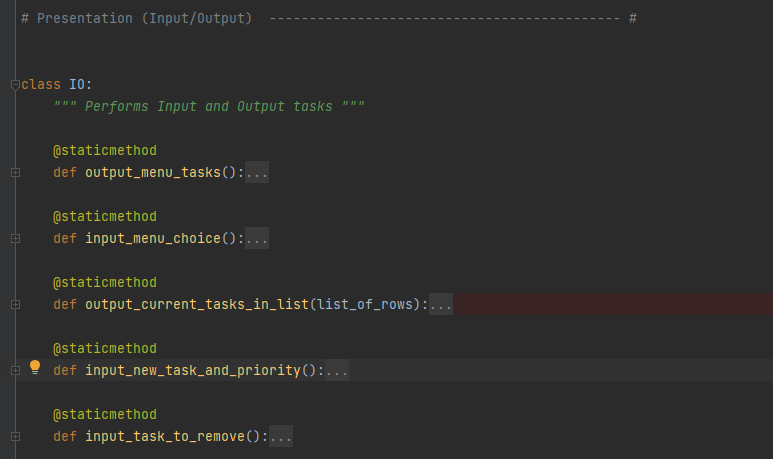 # Presentation (Input/Output)  -------------------------------------------- #
class IO:
    """ Performs Input and Output tasks """
    @staticmethod
    def output_menu_tasks():...
    @staticmethod
    def input_menu_choice():...
    @staticmethod
    def output_current_tasks_in_list(list_of_rows):...
    @staticmethod
    def input_new_task_and_priority():...
    @staticmethod
    def input_task_to_remove():...